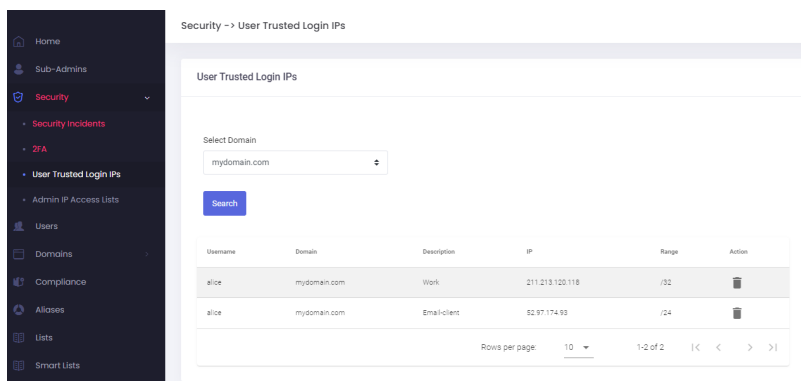 Security -> User Trusted Login IPs
Home
Sub-Admins
Security
Security Incidents
2FA
User Trusted Login IPs
Admin IP Access Lists
Users
Domains
Compliance
Aliases
Lists
Smart Lists
User Trusted Login IPs
Select Domain
mydomain.com
Search
Username Domain Description IP Range Action
alice mydomain.com Work 211.213.120.118 /32
alice mydomain.com Email-client 52.97.174.93 /24
Rows per page: 10 1-2 of 2